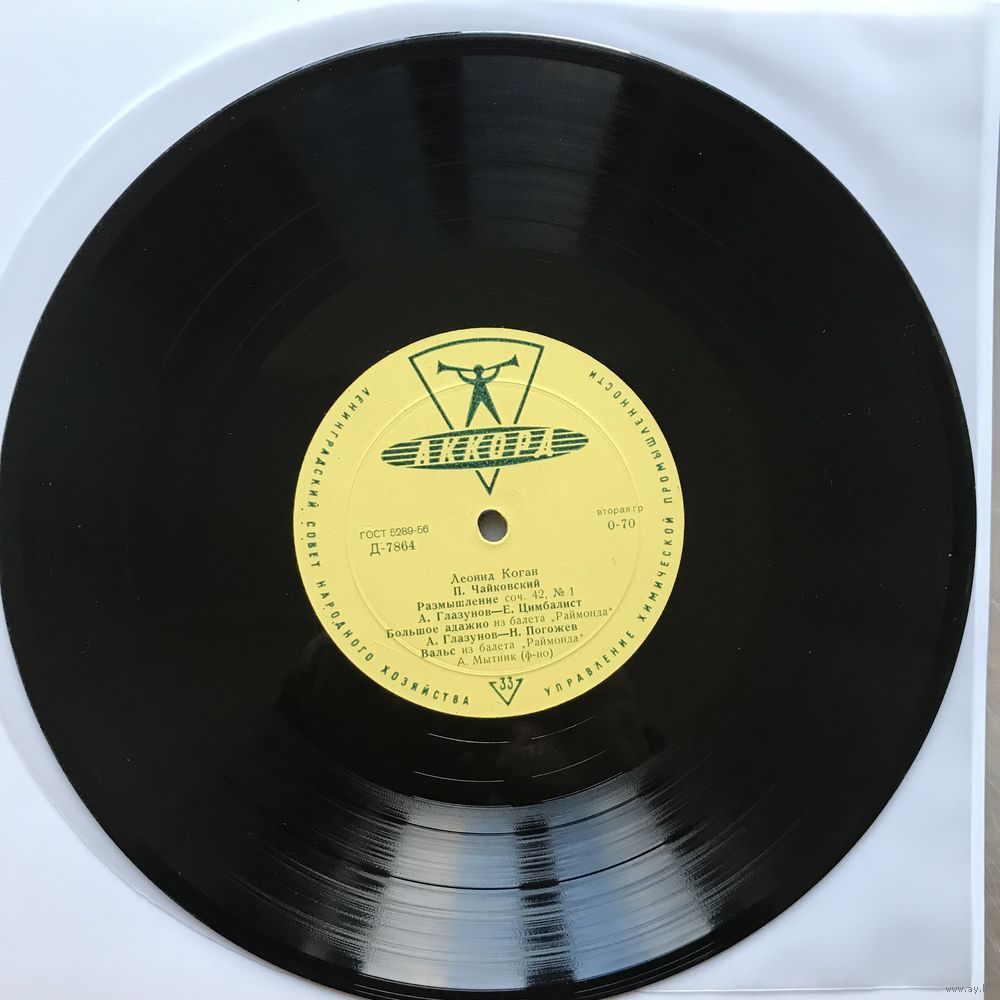 АККОРД
ЛЕНИНГРАДСКИЙ СОВЕТ НАРОДНОГО ХОЗЯЙСТВА
УПРАВЛЕНИЕ ХИМИЧЕСКОЙ ПРОМЫШЛЕННОСТИ
ГОСТ 5289-56
Д-7864
вторая гр
0-70
Леонид Коган
П. Чайковский
Размышление соч. 42, № 1
А. Глазунов—Е. Цимбалист
Большое адажио из балета „Раймонда"
А. Глазунов—Н. Погожев
Вальс из балета „Раймонда"
А. Мытник (ф-но)
33